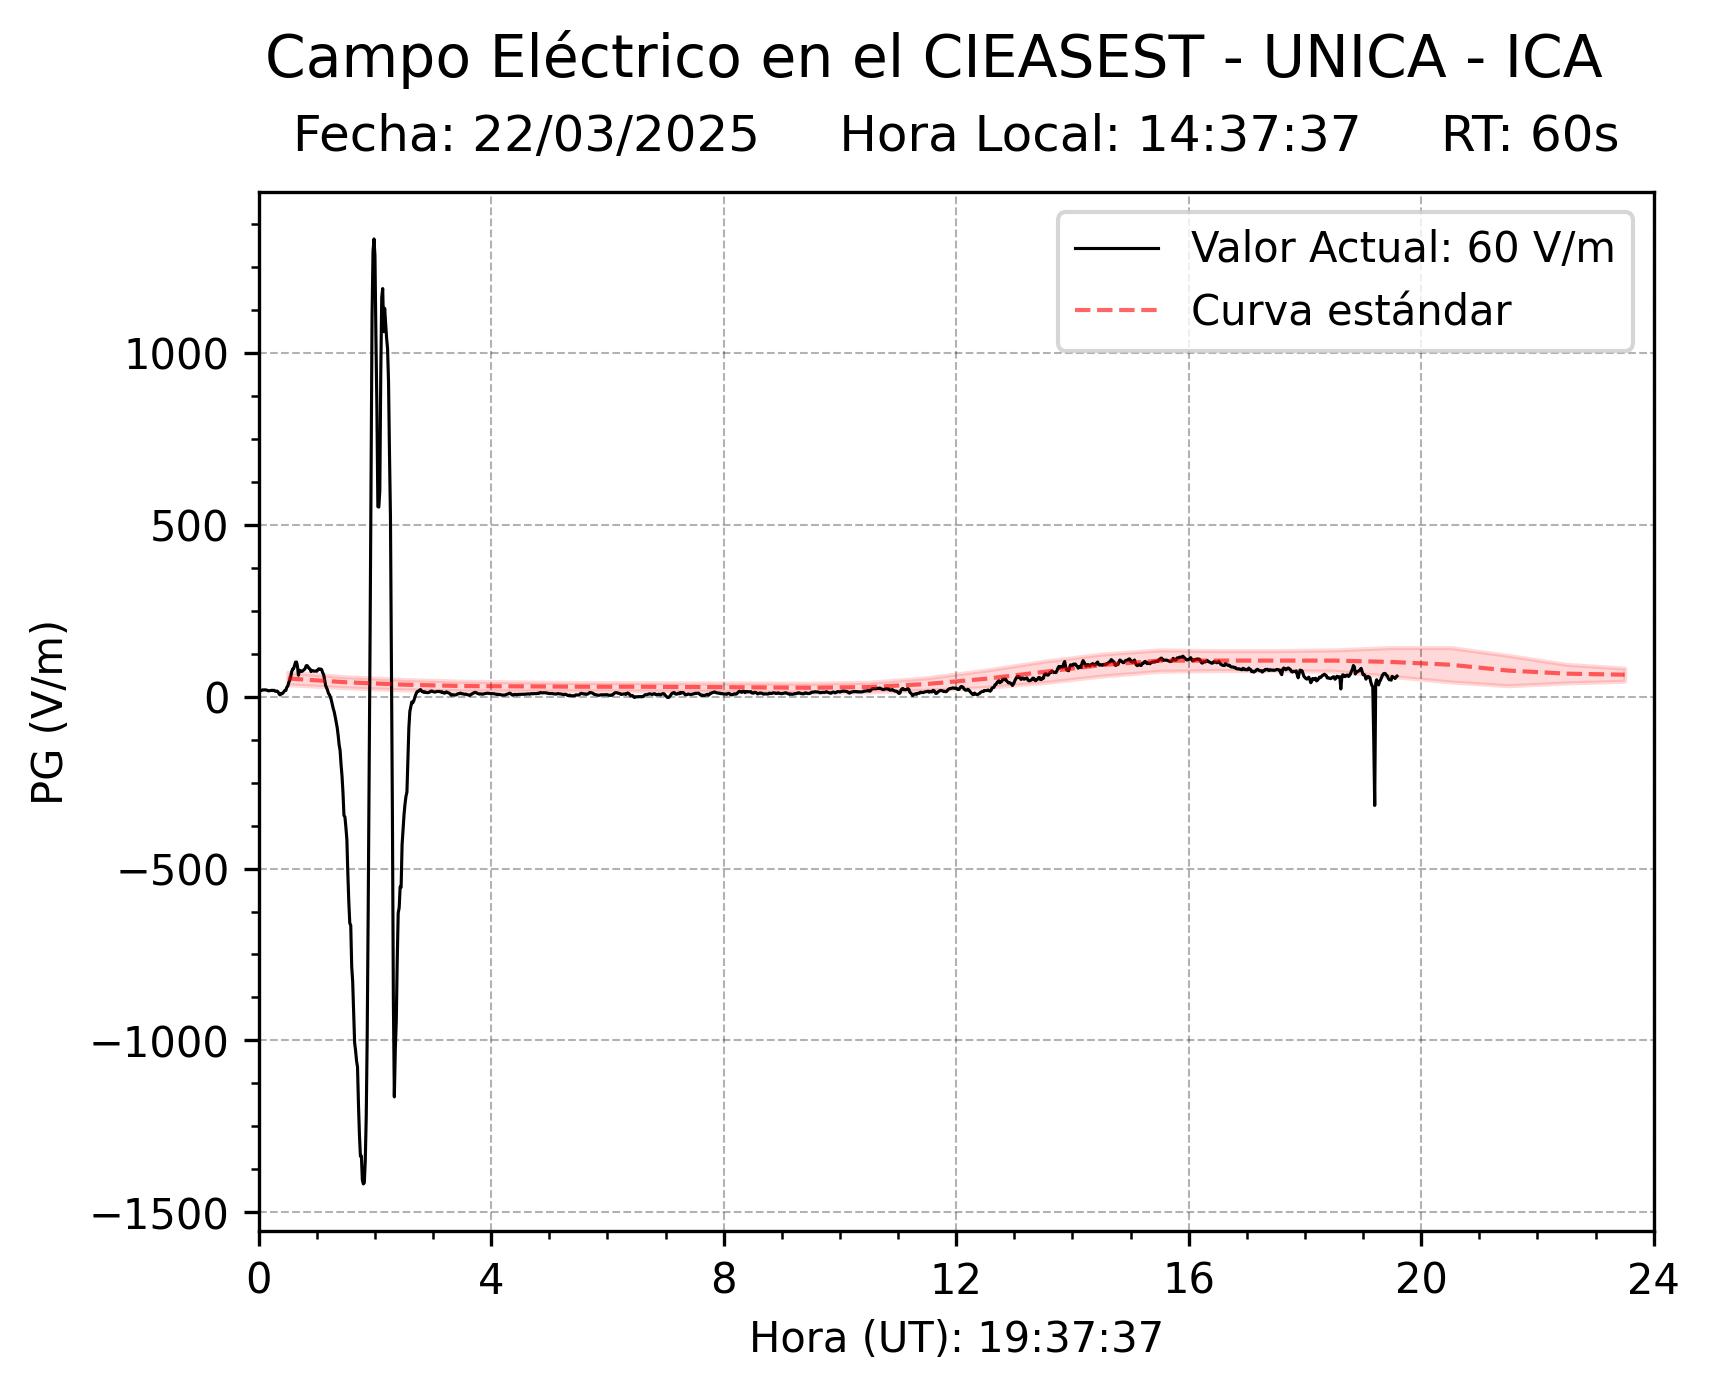 Campo Eléctrico en el CIEASEST - UNICA - ICA
Fecha: 22/03/2025 Hora Local: 14:37:37 RT: 60s
Valor Actual: 60 V/m
Curva estándar
PG (V/m)
1000
500
0
−500
−1000
−1500
0 4 8 12 16 20 24
Hora (UT): 19:37:37